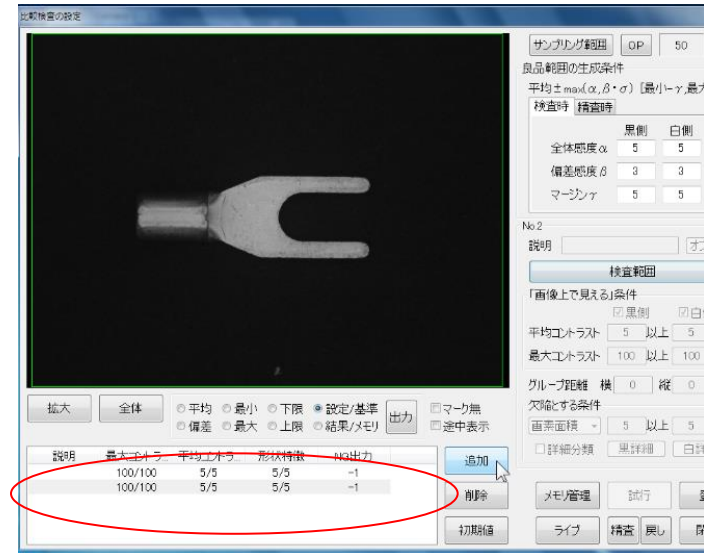 比較検査の設定
サンプリング範囲 OP 50
良品範囲の生成条件
平均±max(α,β・σ) [最小-γ,最大
検査時 精査時
黒側 白側
全体感度α 5 5
偏差感度β 3 3
マージンγ 5 5
No.2
説明
検査範囲
「画像上で見える」条件
黒側 白
平均コントラスト 5 以上 5
最大コントラスト 100 以上 100
グループ距離 横 0 縦 0
欠陥とする条件
画素面積 5 以上 5
詳細分類 黒詳細 白詳
メモリ管理 試行
ライブ 精査 戻し
拡大 全体
平均 最小 下限 設定/基準
偏差 最大 上限 結果/メモリ
出力
マーク無
途中表示
説明 最大コントラ... 平均コントラ... 形状特徴 NG出力
100/100 5/5 5/5 -1
100/100 5/5 5/5 -1
追加
削除
初期値